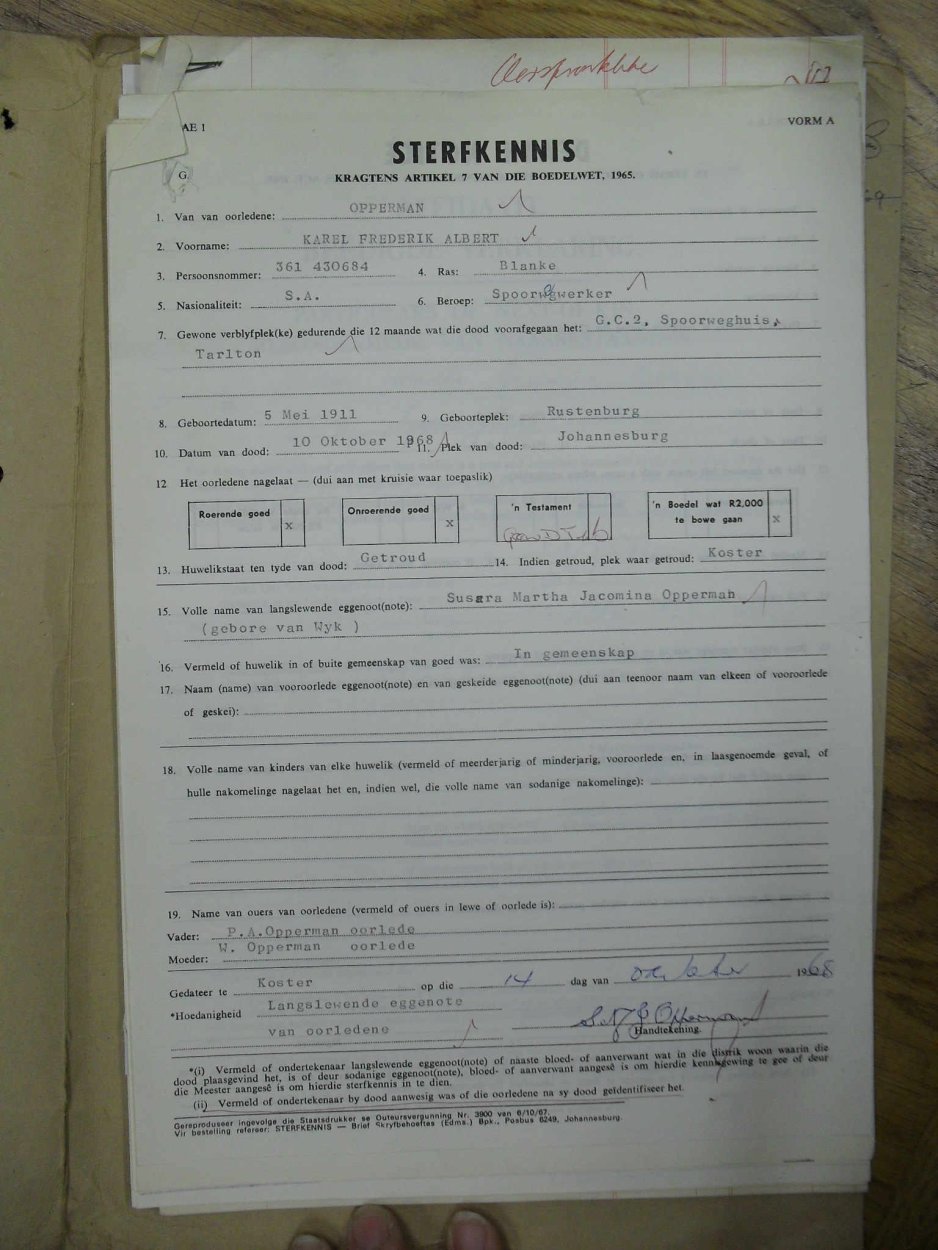 Oorspronklike
AE 1
VORM A
STERFKENNIS
G.
KRAGTENS ARTIKEL 7 VAN DIE BOEDELWET, 1965.
1. Van van oorledene: OPPERMAN
2. Voorname: KAREL FREDERIK ALBERT
3. Persoonsnommer: 361 430684 4. Ras: Blanke
5. Nasionaliteit: S.A. 6. Beroep: Spoorwegwerker
7. Gewone verblyfplek(ke) gedurende die 12 maande wat die dood voorafgegaan het: G.C.2, Spoorweghuis,
Tarlton
8. Geboortedatum: 5 Mei 1911 9. Geboorteplek: Rustenburg
10. Datum van dood: 10 Oktober 1968 11. Plek van dood: Johannesburg
12 Het oorledene nagelaat — (dui aan met kruisie waar toepaslik)
Roerende goed x Onroerende goed x 'n Testament 'n Boedel wat R2,000 te bowe gaan x
13. Huwelikstaat ten tyde van dood: Getroud 14. Indien getroud, plek waar getroud: Koster
15. Volle name van langslewende eggenoot(note): Susara Martha Jacomina Opperman
(gebore van Wyk )
16. Vermeld of huwelik in of buite gemeenskap van goed was: In gemeenskap
17. Naam (name) van vooroorlede eggenoot(note) en van geskeide eggenoot(note) (dui aan teenoor naam van elkeen of vooroorlede
of geskei):
18. Volle name van kinders van elke huwelik (vermeld of meerderjarig of minderjarig, vooroorlede en, in laasgenoemde geval, of
hulle nakomelinge nagelaat het en, indien wel, die volle name van sodanige nakomelinge):
19. Name van ouers van oorledene (vermeld of ouers in lewe of oorlede is):
Vader: P.A.Opperman oorlede
Moeder: W. Opperman oorlede
Gedateer te Koster op die 14 dag van Oktober 1968
*Hoedanigheid Langslewende eggenote
van oorledene S.M.J. Opperman
Handtekening.
*(i) Vermeld of ondertekenaar langslewende eggenoot(note) of naaste bloed- of aanverwant wat in die distrik woon waarin die
dood plaasgevind het, is of deur sodanige eggenoot(note), bloed- of aanverwant aangesê is om hierdie kennisgewing te gee of deur
die Meester aangesê is om hierdie sterfkennis in te dien.
(ii) Vermeld of ondertekenaar by dood aanwesig was of die oorledene na sy dood geïdentifiseer het.
Gereproduseer ingevolge die Staatsdrukker se Outeursvergunning Nr. 3900 van 6/10/67.
Vir bestelling refereer: STERFKENNIS — Brief Skryfbehoeftes (Edms.) Bpk., Posbus 6249, Johannesburg.